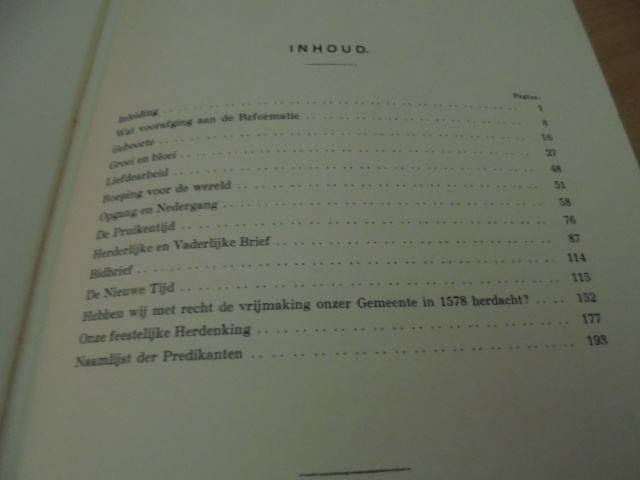 INHOUD.
Pagina.
Inleiding 1
Wat voorafging aan de Reformatie 8
Geboorte 16
Groei en bloei 27
Liefdearbeid 48
Roeping voor de wereld 51
Opgang en Nedergang 58
De Pruikentijd 76
Herderlijke en Vaderlijke Brief 87
Bidbrief 114
De Nieuwe Tijd 115
Hebben wij met recht de vrijmaking onzer Gemeente in 1578 herdacht? 152
Onze feestelijke Herdenking 177
Naamlijst der Predikanten 193